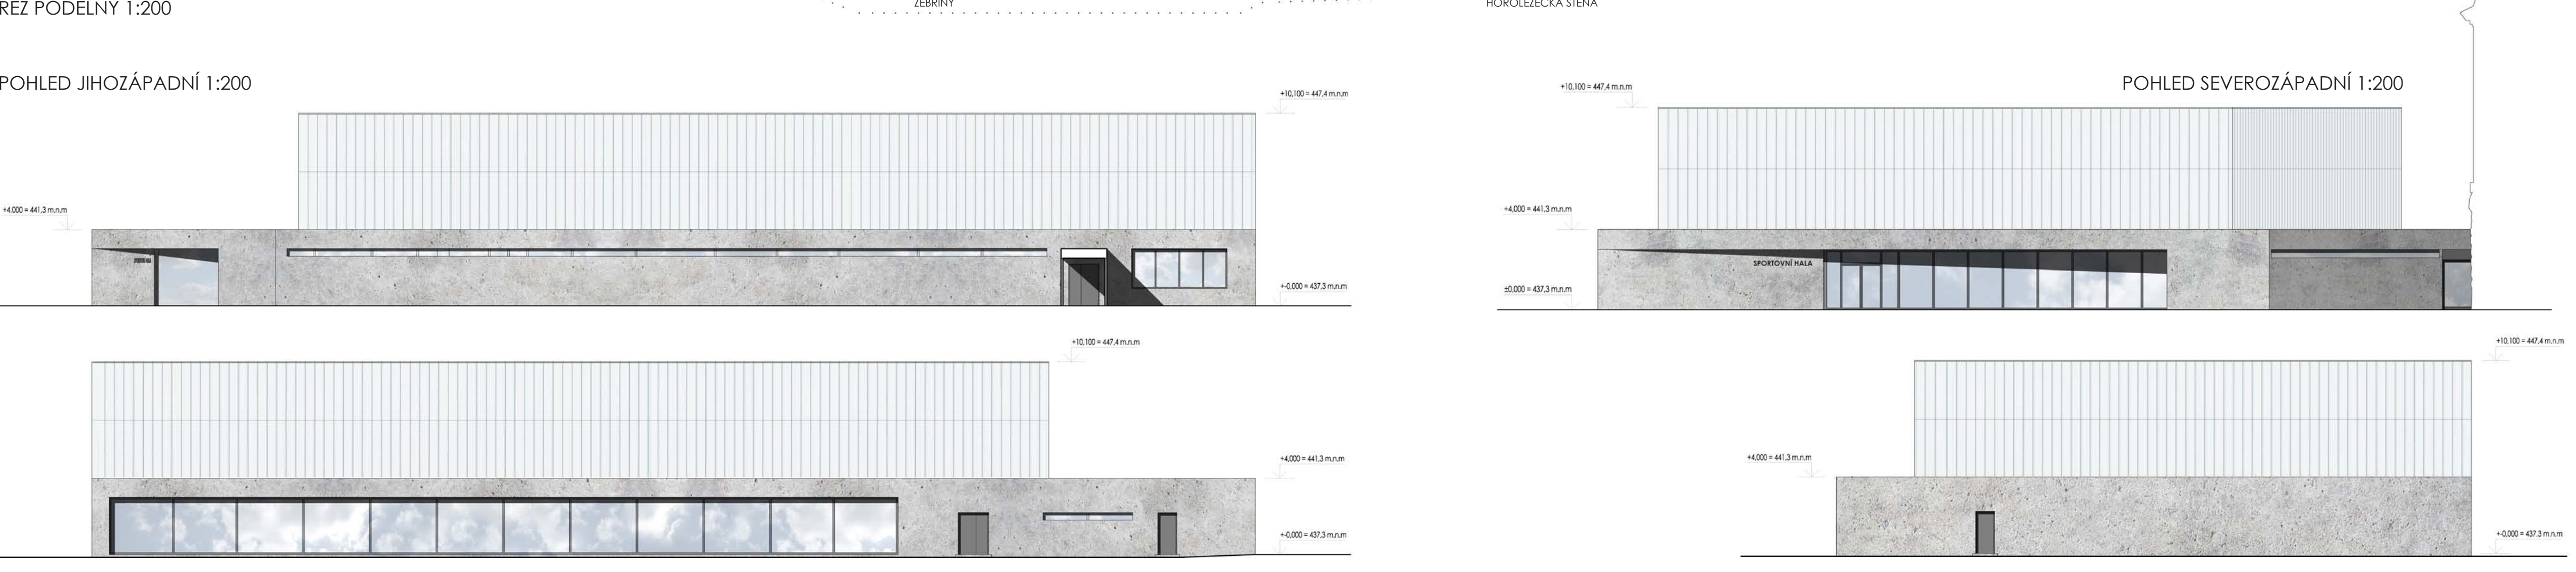 REZ PODÉLNÝ 1:200
ŽEBŘINY
HOROLEZECKÁ STĚNA
POHLED JIHOZÁPADNÍ 1:200
+10,100 = 447,4 m.n.m
+4,000 = 441,3 m.n.m
+-0,000 = 437,3 m.n.m
+10,100 = 447,4 m.n.m
POHLED SEVEROZÁPADNÍ 1:200
+4,000 = 441,3 m.n.m
SPORTOVNÍ HALA
±0,000 = 437,3 m.n.m
+10,100 = 447,4 m.n.m
+4,000 = 441,3 m.n.m
+-0,000 = 437,3 m.n.m
+10,100 = 447,4 m.n.m
+4,000 = 441,3 m.n.m
+-0,000 = 437,3 m.n.m